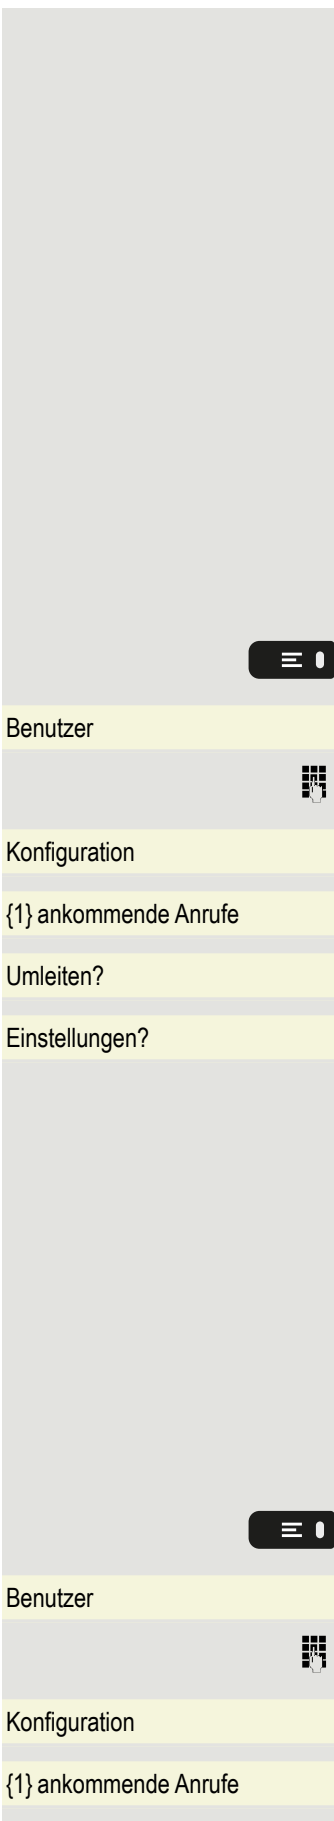 Benutzer
Konfiguration
{1} ankommende Anrufe
Umleiten?
Einstellungen?
Benutzer
Konfiguration
{1} ankommende Anrufe